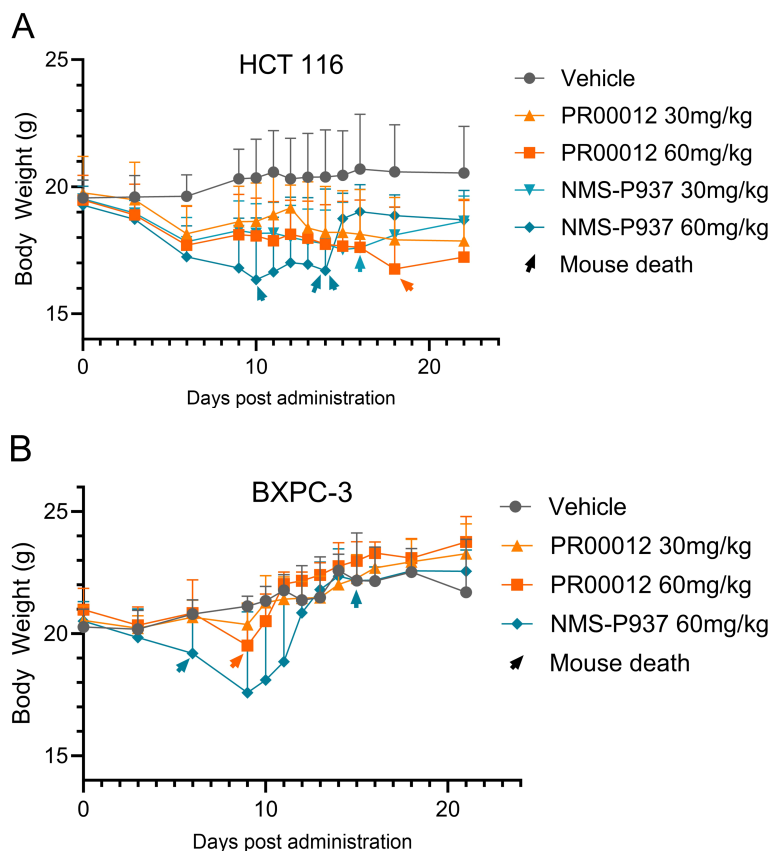 A
HCT 116
25
20
15
Body Weight (g)
0
10
20
Days post administration
Vehicle
PR00012 30mg/kg
PR00012 60mg/kg
NMS-P937 30mg/kg
NMS-P937 60mg/kg
Mouse death
B
BXPC-3
25
20
15
Body Weight (g)
0
10
20
Days post administration
Vehicle
PR00012 30mg/kg
PR00012 60mg/kg
NMS-P937 60mg/kg
Mouse death